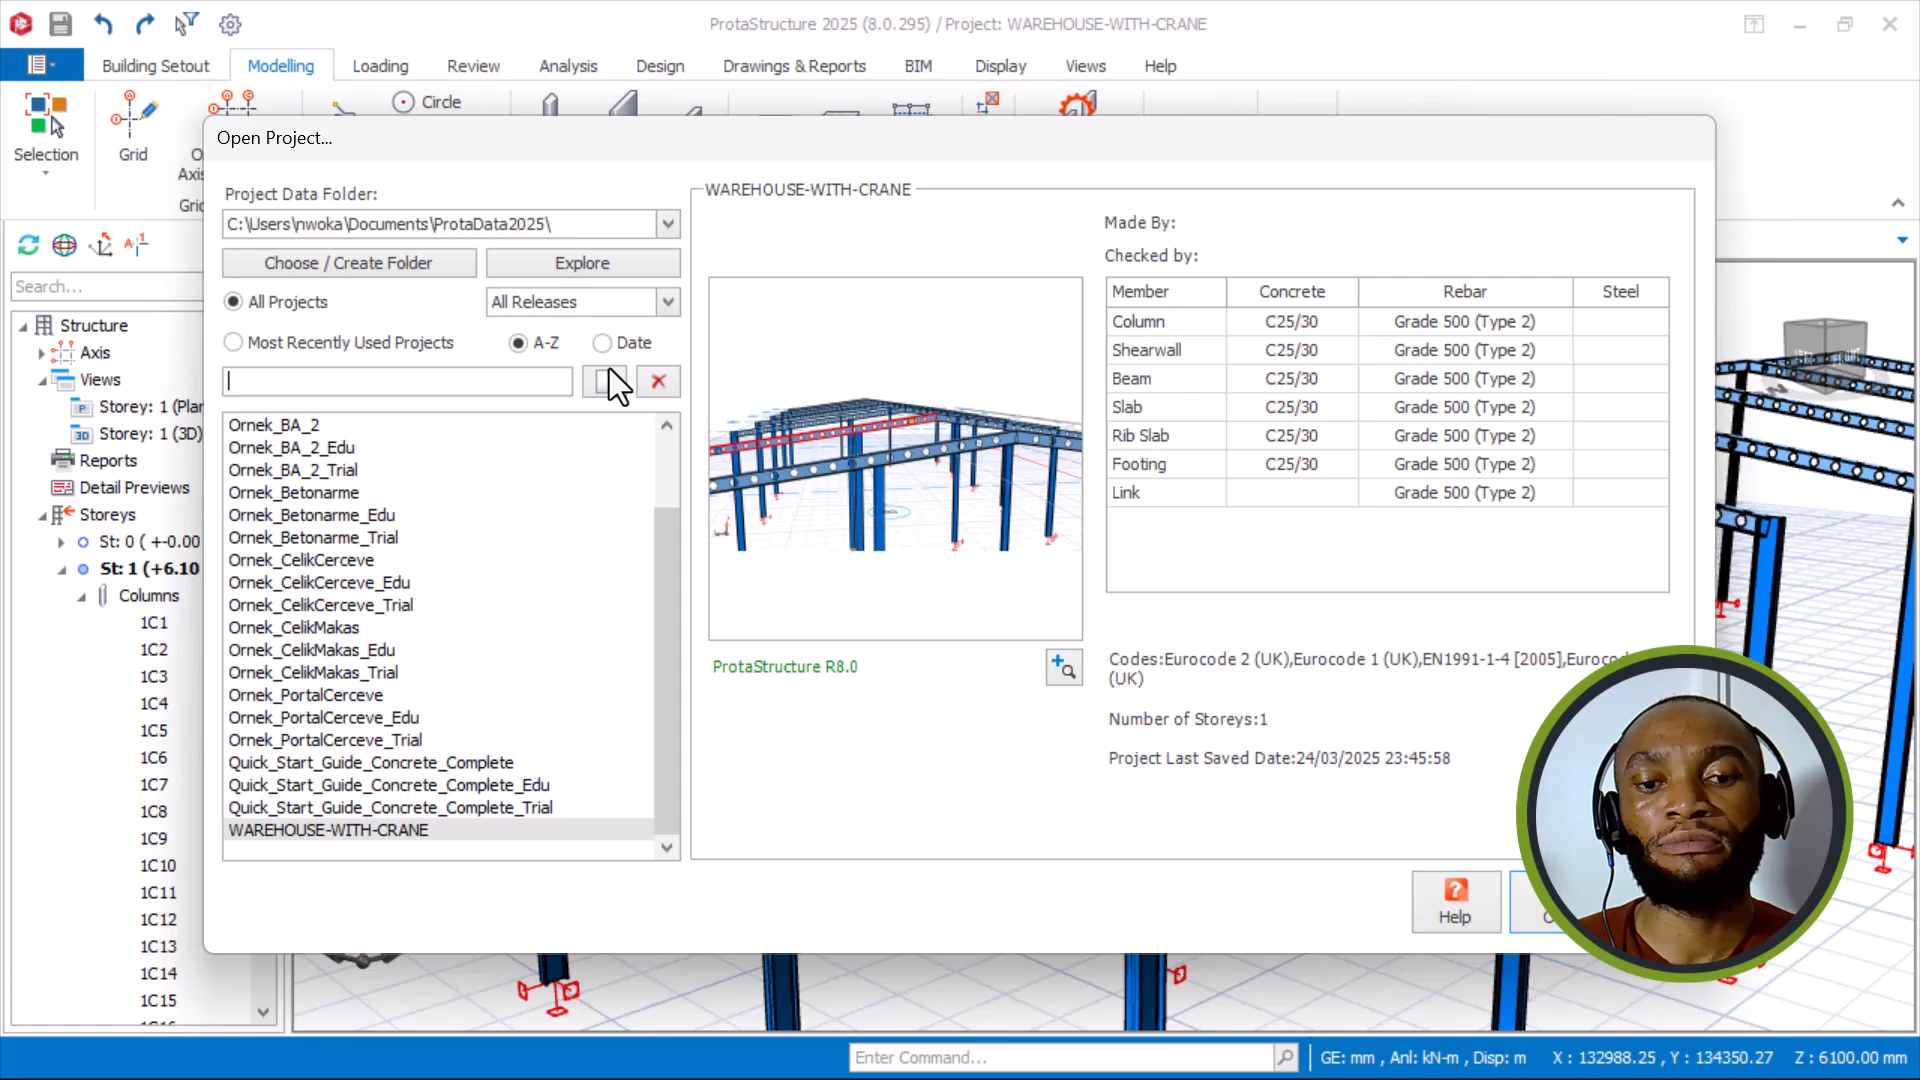 ProtaStructure 2025 (8.0.295) / Project: WAREHOUSE-WITH-CRANE
Building Setout
Modelling
Loading
Review
Analysis
Design
Drawings & Reports
BIM
Display
Views
Help
Circle
Selection
Grid
Open Project...
Project Data Folder:
C:\Users\nwoka\Documents\ProtaData2025\
Choose / Create Folder
Explore
All Projects
All Releases
Most Recently Used Projects
A-Z
Date
Ornek_BA_2
Ornek_BA_2_Edu
Ornek_BA_2_Trial
Ornek_Betonarme
Ornek_Betonarme_Edu
Ornek_Betonarme_Trial
Ornek_CelikCerceve
Ornek_CelikCerceve_Edu
Ornek_CelikCerceve_Trial
Ornek_CelikMakas
Ornek_CelikMakas_Edu
Ornek_CelikMakas_Trial
Ornek_PortalCerceve
Ornek_PortalCerceve_Edu
Ornek_PortalCerceve_Trial
Quick_Start_Guide_Concrete_Complete
Quick_Start_Guide_Concrete_Complete_Edu
Quick_Start_Guide_Concrete_Complete_Trial
WAREHOUSE-WITH-CRANE
WAREHOUSE-WITH-CRANE
ProtaStructure R8.0
Made By:
Checked by:
Member Concrete Rebar Steel
Column C25/30 Grade 500 (Type 2)
Shearwall C25/30 Grade 500 (Type 2)
Beam C25/30 Grade 500 (Type 2)
Slab C25/30 Grade 500 (Type 2)
Rib Slab C25/30 Grade 500 (Type 2)
Footing C25/30 Grade 500 (Type 2)
Link Grade 500 (Type 2)
Codes:Eurocode 2 (UK),Eurocode 1 (UK),EN1991-1-4 [2005],Euroco
(UK)
Number of Storeys:1
Project Last Saved Date:24/03/2025 23:45:58
Help
Search...
Structure
Axis
Views
Storey: 1 (Plan
Storey: 1 (3D)
Reports
Detail Previews
Storeys
St: 0 ( +-0.00
St: 1 (+6.10
Columns
1C1
1C2
1C3
1C4
1C5
1C6
1C7
1C8
1C9
1C10
1C11
1C12
1C13
1C14
1C15
Enter Command...
GE: mm , Anl: kN-m , Disp: m
X : 132988.25 , Y : 134350.27
Z : 6100.00 mm